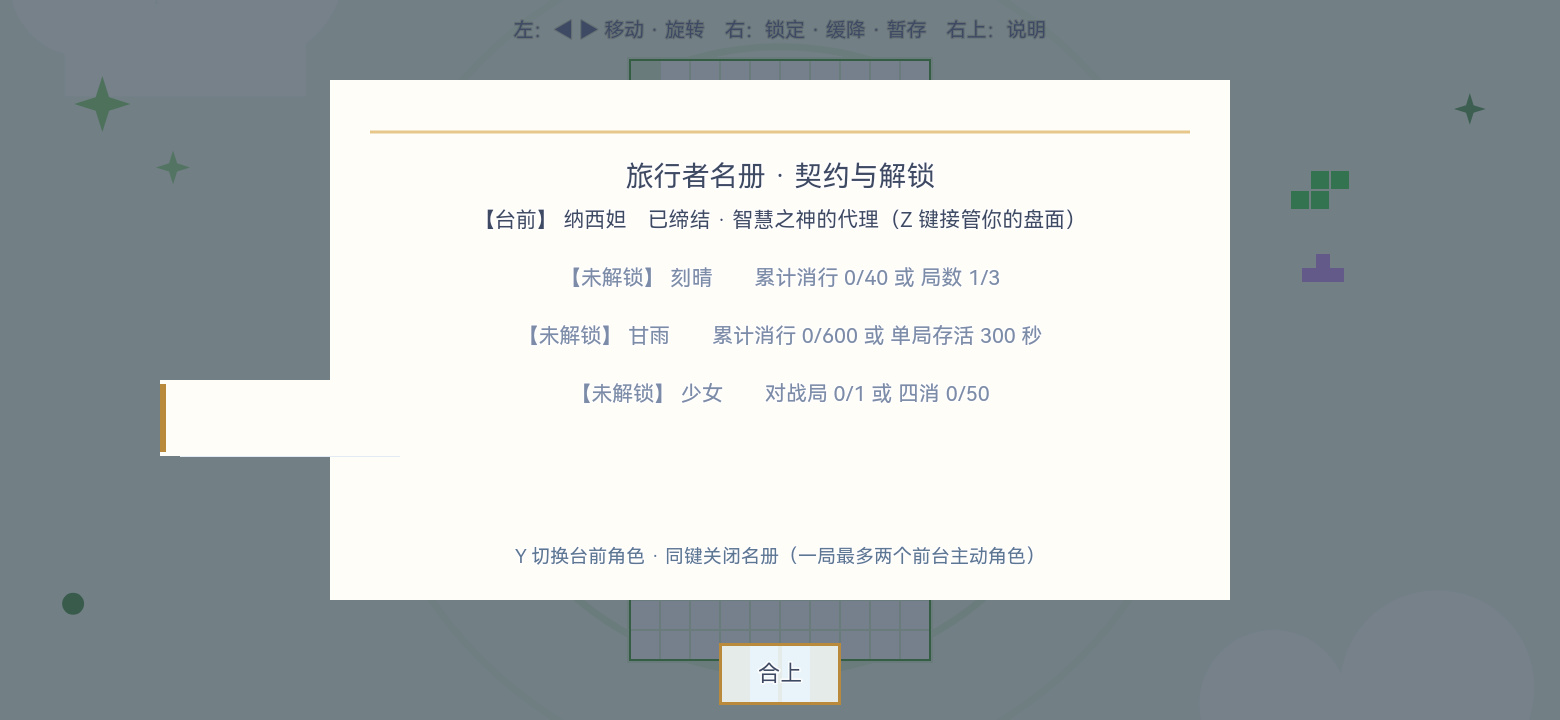 左: ◀ ▶ 移动 · 旋转 右: 锁定 · 缓降 · 暂存 右上: 说明
旅行者名册 · 契约与解锁
【台前】 纳西妲 已缔结 · 智慧之神的代理（Z 键接管你的盘面）
【未解锁】 刻晴 累计消行 0/40 或 局数 1/3
【未解锁】 甘雨 累计消行 0/600 或 单局存活 300 秒
【未解锁】 少女 对战局 0/1 或 四消 0/50
Y 切换台前角色 · 同键关闭名册（一局最多两个前台主动角色）
合上